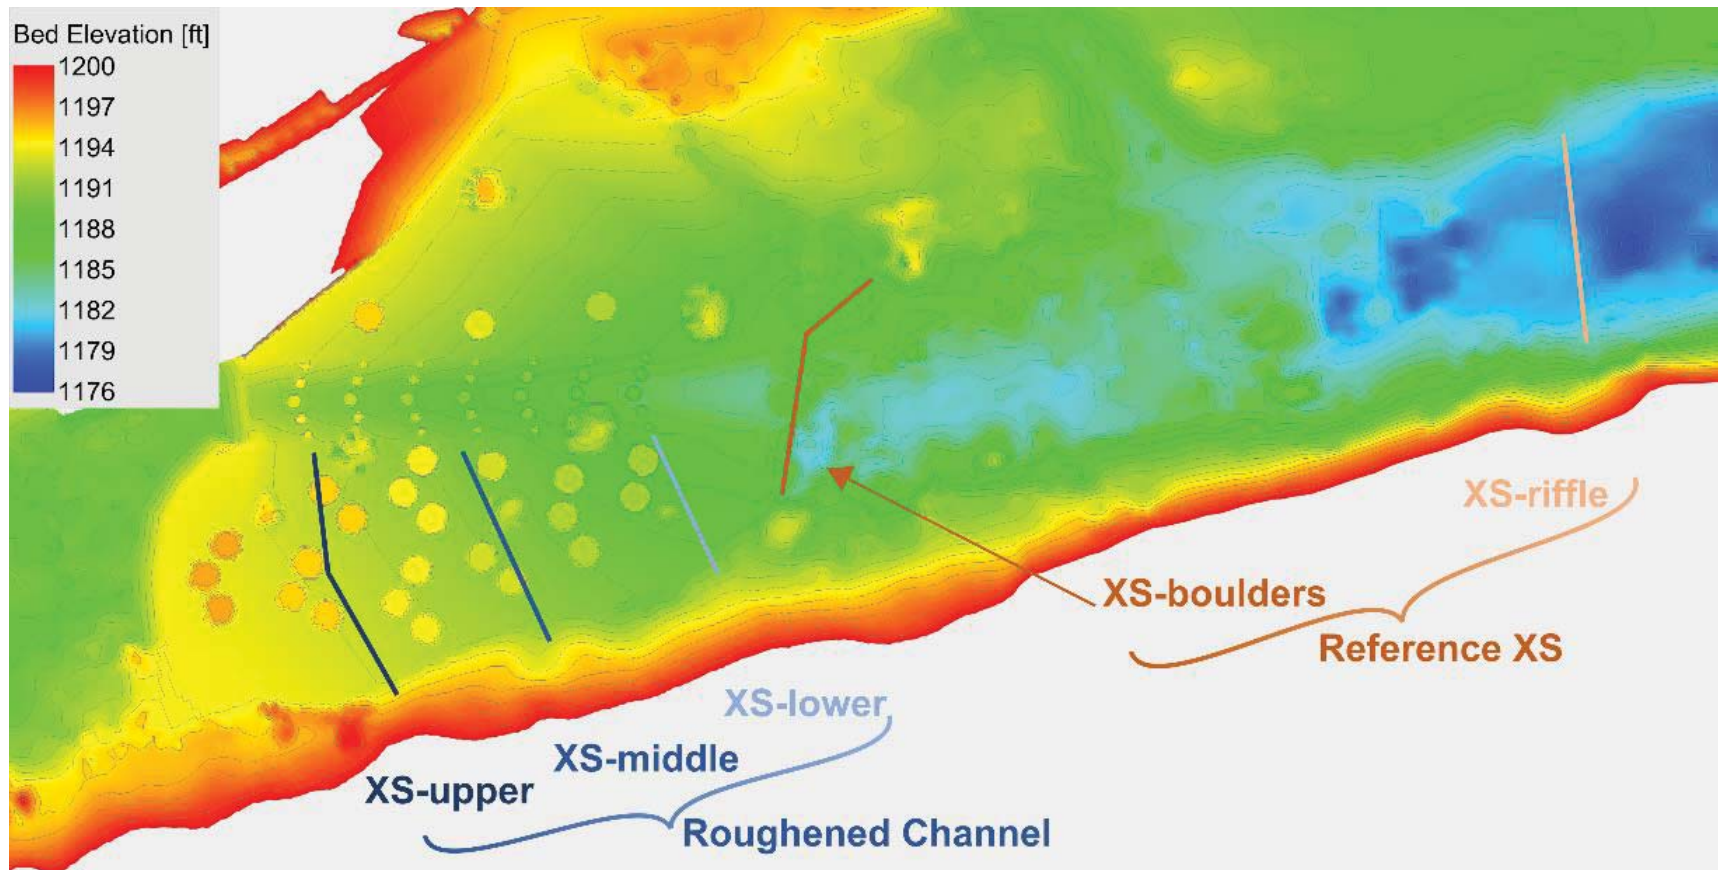 Bed Elevation [ft]
1200
1197
1194
1191
1188
1185
1182
1179
1176
XS-riffle
XS-boulders
Reference XS
XS-lower
XS-middle
XS-upper
Roughened Channel